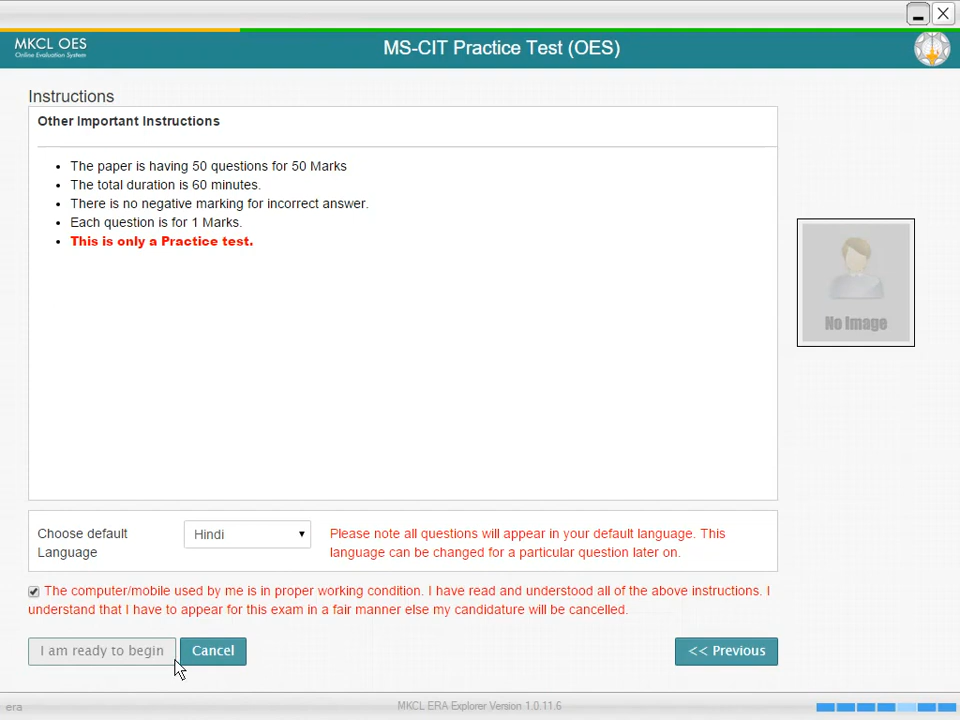 MKCL OES
Online Evaluation System
MS-CIT Practice Test (OES)
Instructions
Other Important Instructions
• The paper is having 50 questions for 50 Marks
• The total duration is 60 minutes.
• There is no negative marking for incorrect answer.
• Each question is for 1 Marks.
• This is only a Practice test.
No Image
Choose default
Language
Hindi
Please note all questions will appear in your default language. This
language can be changed for a particular question later on.
The computer/mobile used by me is in proper working condition. I have read and understood all of the above instructions. I
understand that I have to appear for this exam in a fair manner else my candidature will be cancelled.
I am ready to begin
Cancel
<< Previous
era
MKCL ERA Explorer Version 1.0.11.6